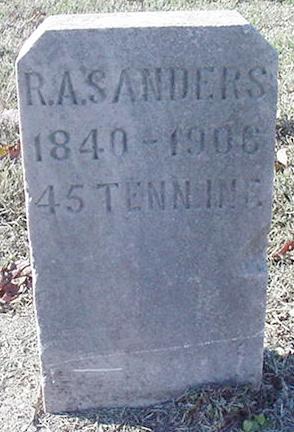 R.A.SANDERS
1840-1906
45 TENN INF